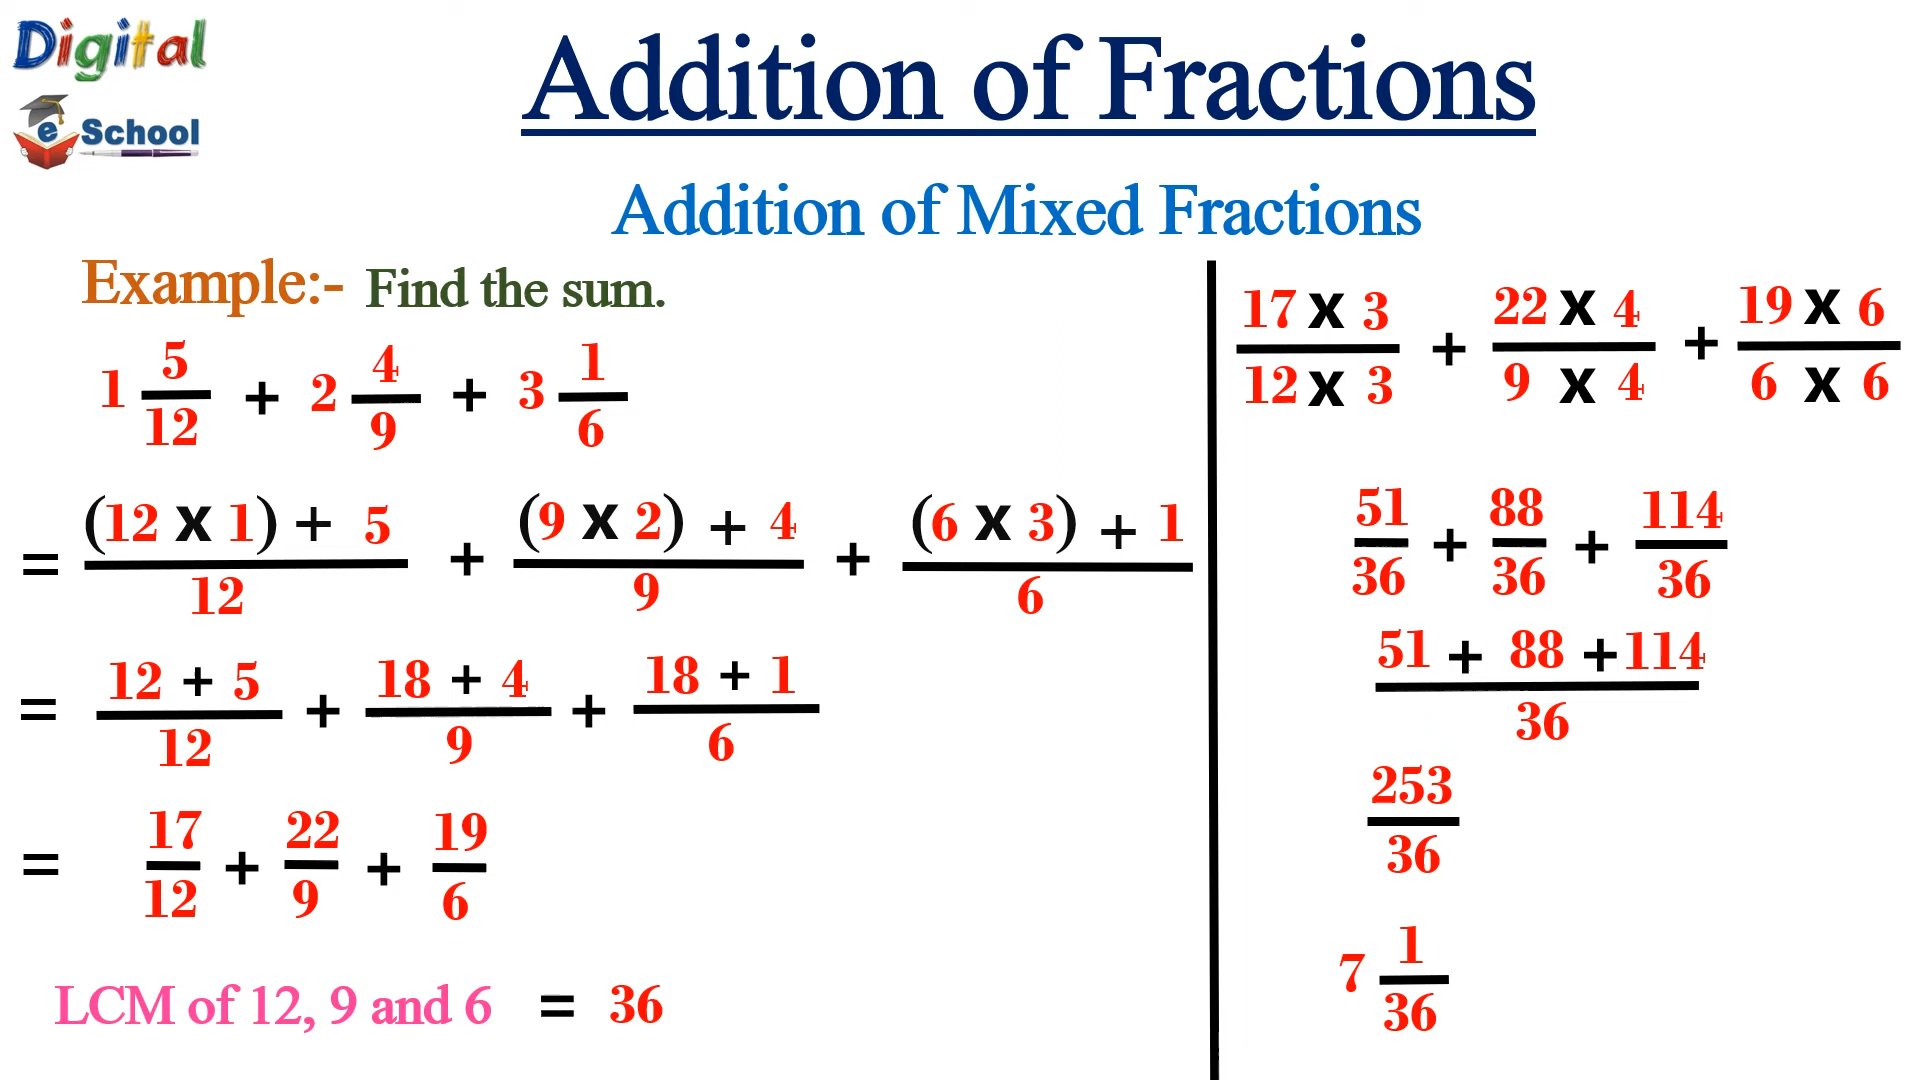 Digital
e School
Addition of Fractions
Addition of Mixed Fractions
Example:- Find the sum.
1 5/12 + 2 4/9 + 3 1/6
= (12 x 1) + 5/12 + (9 x 2) + 4/9 + (6 x 3) + 1/6
= 12 + 5/12 + 18 + 4/9 + 18 + 1/6
= 17/12 + 22/9 + 19/6
LCM of 12, 9 and 6 = 36
17 x 3/12 x 3 + 22 x 4/9 x 4 + 19 x 6/6 x 6
51/36 + 88/36 + 114/36
51 + 88 + 114/36
253/36
7 1/36